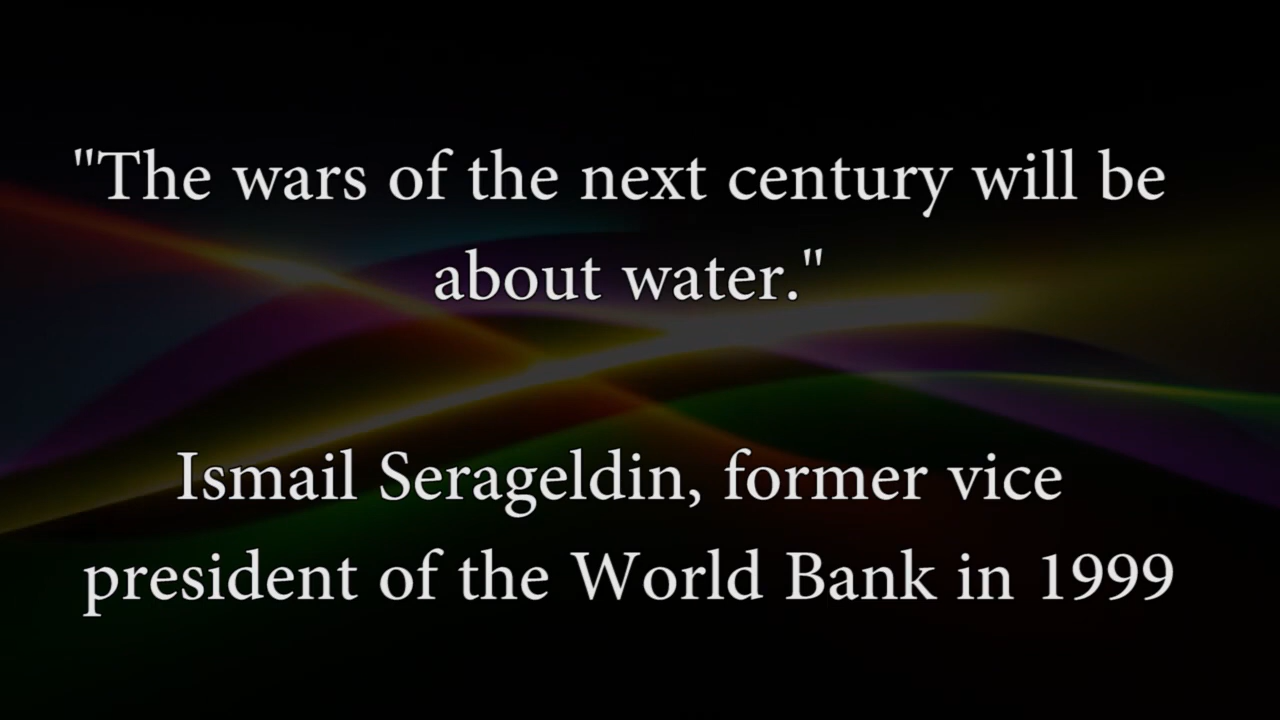 "The wars of the next century will be
about water."
Ismail Serageldin, former vice
president of the World Bank in 1999